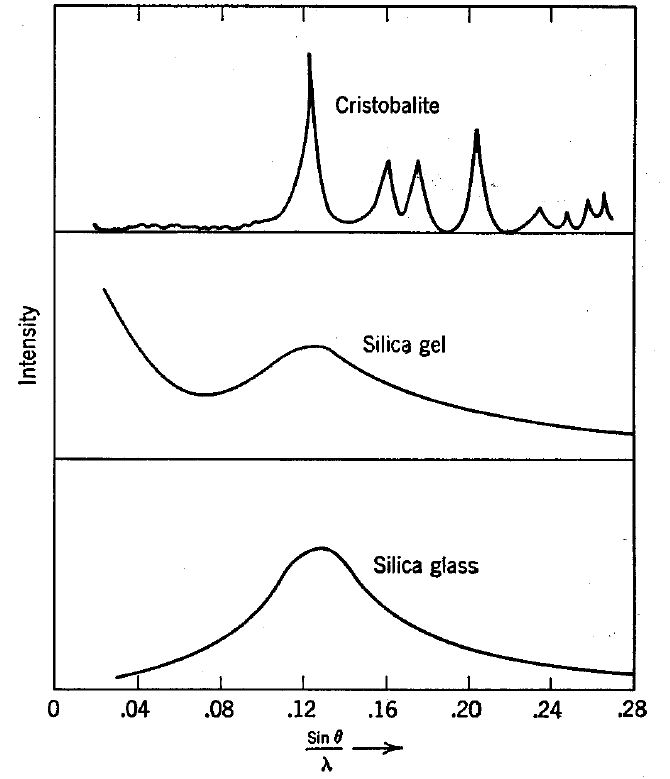 Cristobalite
Silica gel
Intensity
Silica glass
0 .04 .08 .12 .16 .20 .24 .28
Sin θ
λ